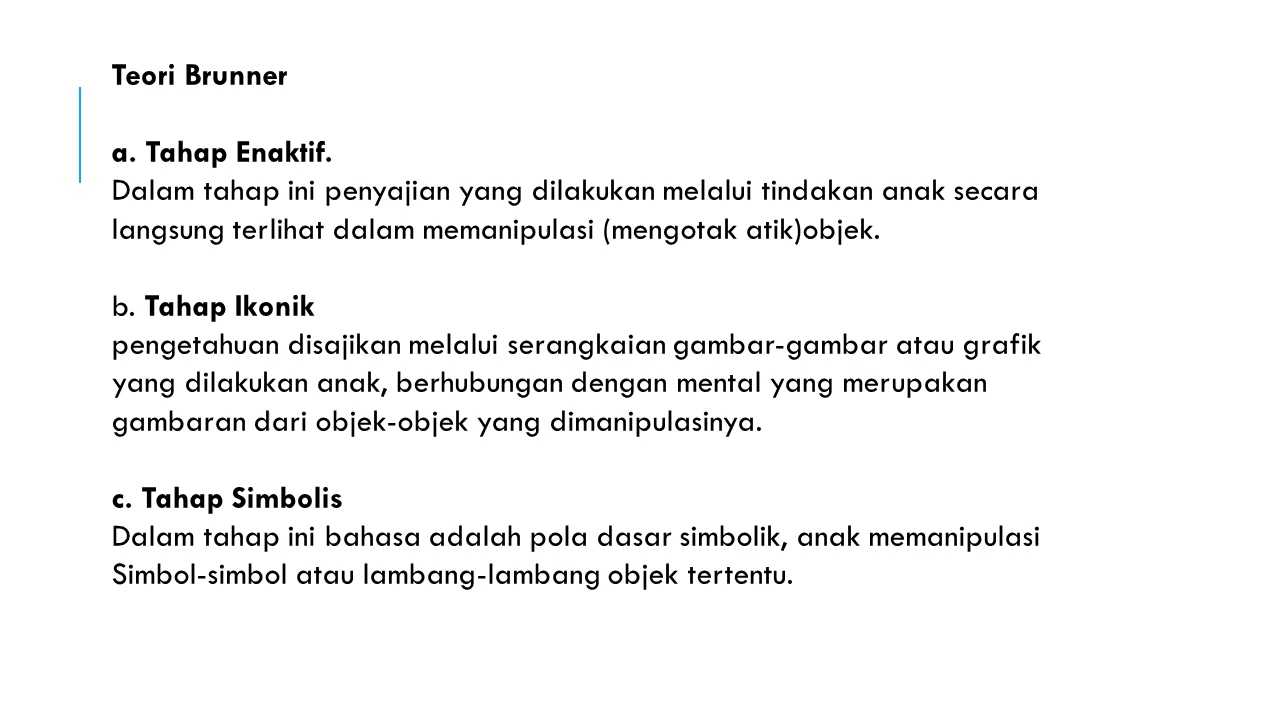 Teori Brunner
a. Tahap Enaktif.
Dalam tahap ini penyajian yang dilakukan melalui tindakan anak secara
langsung terlihat dalam memanipulasi (mengotak atik)objek.
b. Tahap Ikonik
pengetahuan disajikan melalui serangkaian gambar-gambar atau grafik
yang dilakukan anak, berhubungan dengan mental yang merupakan
gambaran dari objek-objek yang dimanipulasinya.
c. Tahap Simbolis
Dalam tahap ini bahasa adalah pola dasar simbolik, anak memanipulasi
Simbol-simbol atau lambang-lambang objek tertentu.